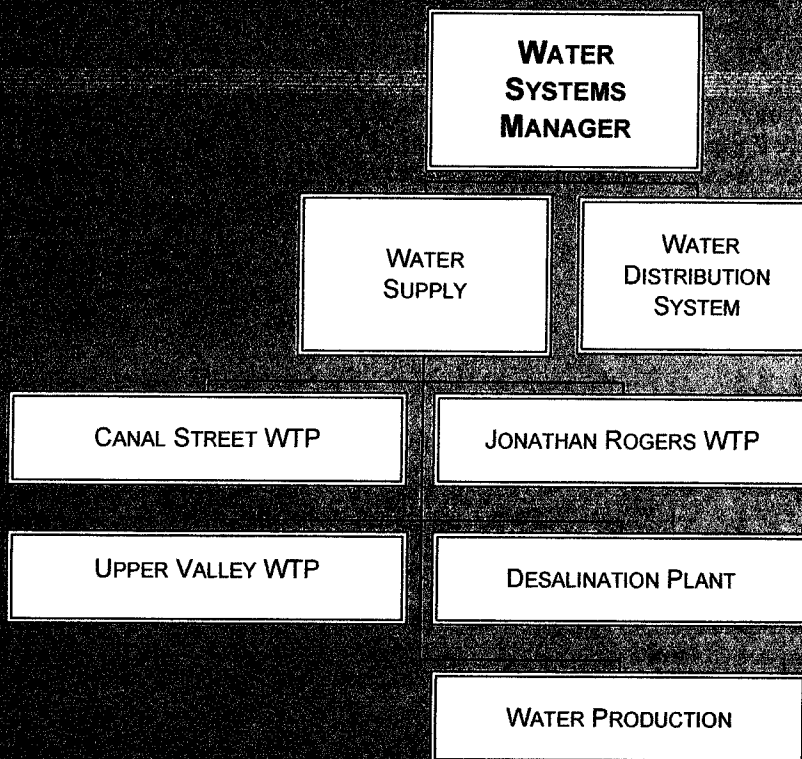 WATER
SYSTEMS
MANAGER
WATER
SUPPLY
WATER
DISTRIBUTION
SYSTEM
CANAL STREET WTP
JONATHAN ROGERS WTP
UPPER VALLEY WTP
DESALINATION PLANT
WATER PRODUCTION